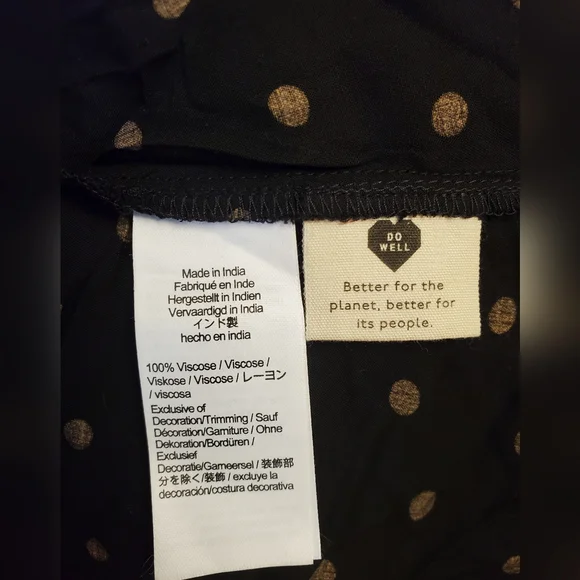 Made in India
Fabriqué en Inde
Hergestellt in Indien
Vervaardigd in India
インド製
hecho en india
100% Viscose / Viscose /
Viskose / Viscose / レーヨン
/ viscosa
Exclusive of
Decoration/Trimming / Sauf
Décoration/Garniture / Ohne
Dekoration/Bordüren /
Exclusief
Decoratie/Garneersel / 装飾部
分を除く/装飾 / excluye la
decoración/costura decorativa
DO
WELL
Better for the
planet, better for
its people.